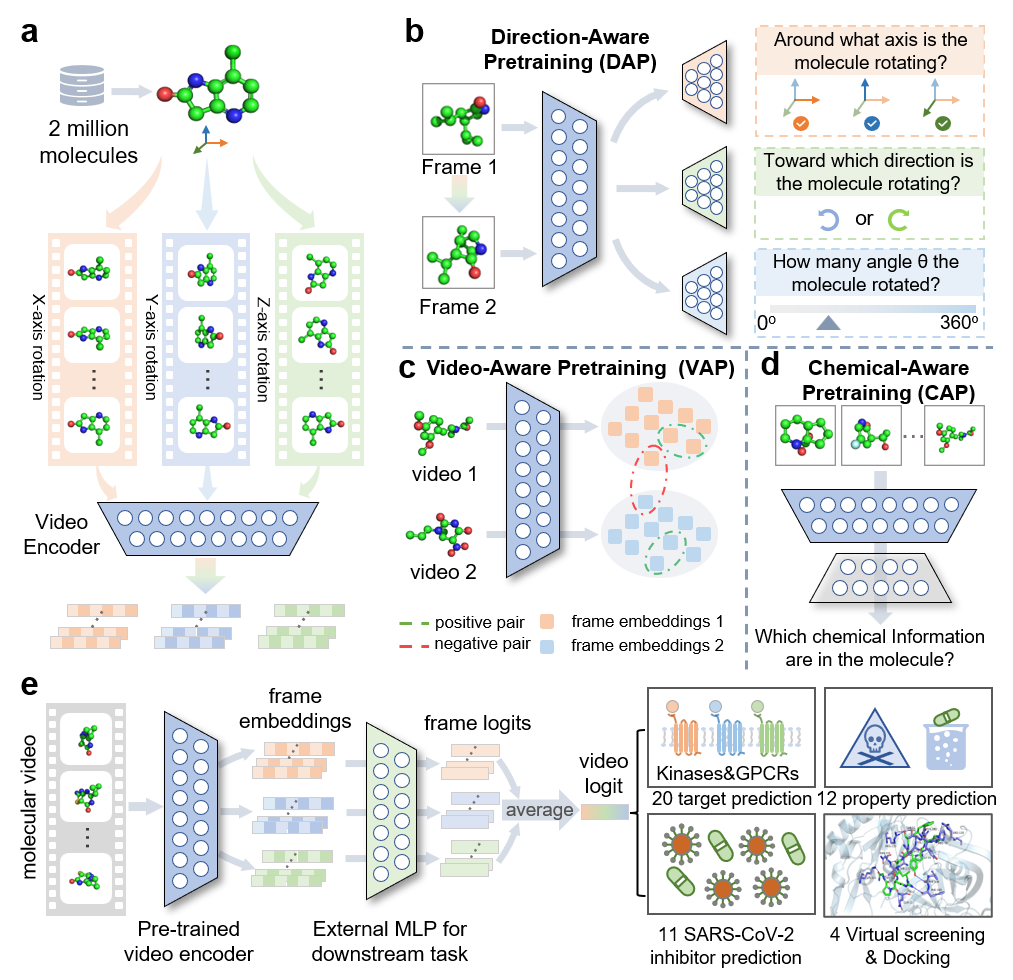 a
2 million
molecules
X-axis rotation
Y-axis rotation
Z-axis rotation
Video
Encoder
b
Direction-Aware
Pretraining (DAP)
Frame 1
Frame 2
Around what axis is the
molecule rotating?
Toward which direction is
the molecule rotating?
or
How many angle θ the
molecule rotated?
0º
360º
c
Video-Aware Pretraining (VAP)
video 1
video 2
positive pair
negative pair
frame embeddings 1
frame embeddings 2
d
Chemical-Aware
Pretraining (CAP)
Which chemical Information
are in the molecule?
e
molecular video
Pre-trained
video encoder
frame
embeddings
External MLP for
downstream task
frame logits
average
video
logit
Kinases&GPCRs
20 target prediction
12 property prediction
11 SARS-CoV-2
inhibitor prediction
4 Virtual screening
& Docking